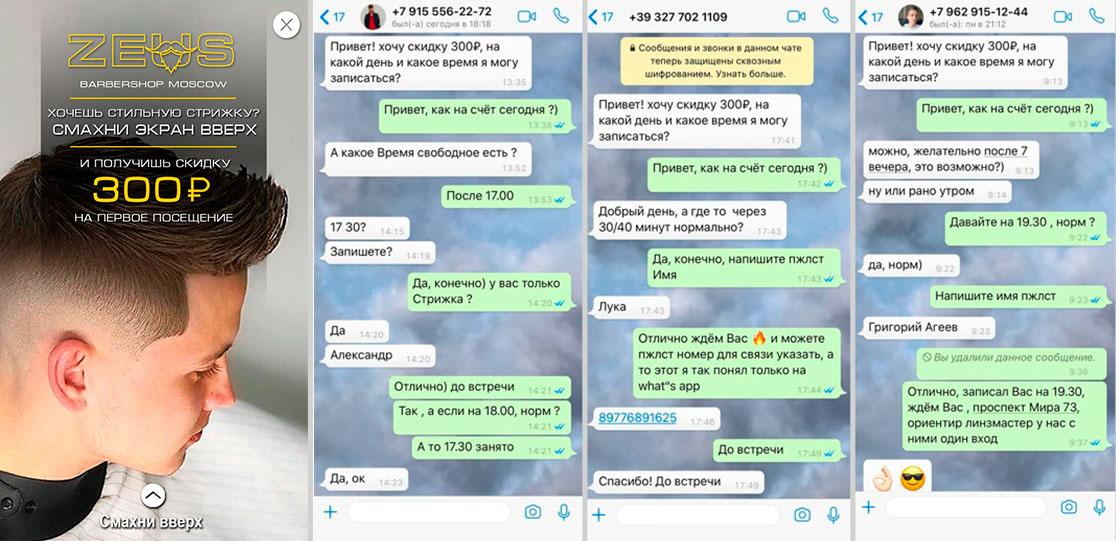 ZEUS
BARBERSHOP MOSCOW
ХОЧЕШЬ СТИЛЬНУЮ СТРИЖКУ?
СМАХНИ ЭКРАН ВВЕРХ
И ПОЛУЧИШЬ СКИДКУ
300₽
НА ПЕРВОЕ ПОСЕЩЕНИЕ
Смахни вверх
17
+7 915 556-22-72
был(-а) сегодня в 18:18
Привет! хочу скидку 300₽, на
какой день и какое время я могу
записаться?
13:35
Привет, как на счёт сегодня ?)
13:38
А какое Время свободное есть ?
13:52
После 17.00
13:53
17 30?
14:15
Запишете?
14:19
Да, конечно) у вас только
Стрижка ?
14:20
Да
14:20
Александр
14:20
Отлично) до встречи
14:21
Так , а если на 18.00, норм ?
14:21
А то 17.30 занято
14:21
Да, ок
14:23
17
+39 327 702 1109
Сообщения и звонки в данном чате
теперь защищены сквозным
шифрованием. Узнать больше.
Привет! хочу скидку 300₽, на
какой день и какое время я могу
записаться?
17:41
Привет, как на счёт сегодня ?)
17:42
Добрый день, а где то через
30/40 минут нормально?
17:43
Да, конечно, напишите пжлст
Имя
17:43
Лука
17:43
Отлично ждём Вас 🔥 и можете
пжлст номер для связи указать, а
то этот я так понял только на
what"s app
17:44
89776891625
17:46
До встречи
17:49
Спасибо! До встречи
17:49
17
+7 962 915-12-44
был(-а) пн в 21:12
Привет! хочу скидку 300₽, на
какой день и какое время я могу
записаться?
9:13
Привет, как на счёт сегодня ?)
9:13
можно, желательно после 7
вечера, это возможно?)
9:13
ну или рано утром
9:14
Давайте на 19.30 , норм ?
9:22
да, норм)
9:22
Напишите имя пжлст
9:23
Григорий Агеев
9:23
Вы удалили данное сообщение.
9:36
Отлично, записал Вас на 19.30,
ждём Вас , проспект Мира 73,
ориентир линзмастер у нас с
ними один вход
9:37
👌🏻😎